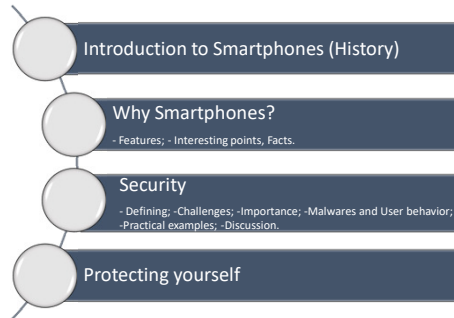 Introduction to Smartphones (History)
Why Smartphones?
- Features; - Interesting points, Facts.
Security
- Defining; -Challenges; -Importance; -Malwares and User behavior;
-Practical examples; -Discussion.
Protecting yourself